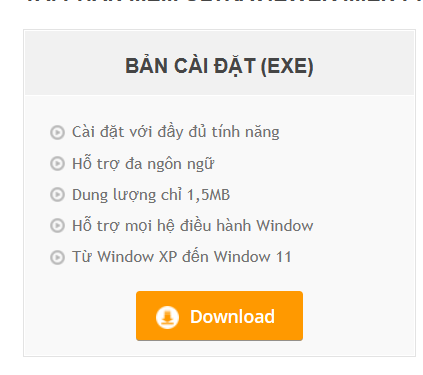 BẢN CÀI ĐẶT (EXE)
Cài đặt với đầy đủ tính năng
Hỗ trợ đa ngôn ngữ
Dung lượng chỉ 1,5MB
Hỗ trợ mọi hệ điều hành Window
Từ Window XP đến Window 11
Download